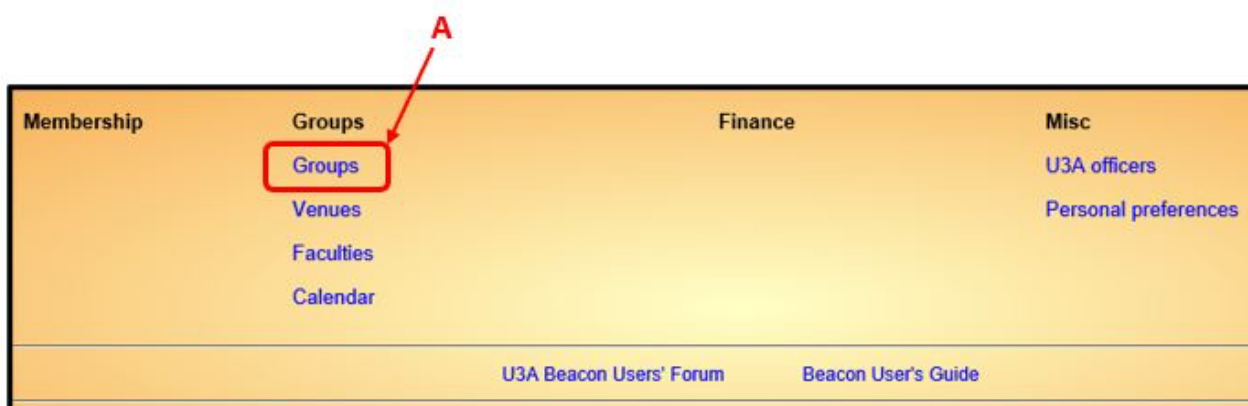 A
Membership Groups Finance Misc
Groups U3A officers
Venues Personal preferences
Faculties
Calendar
U3A Beacon Users' Forum Beacon User's Guide